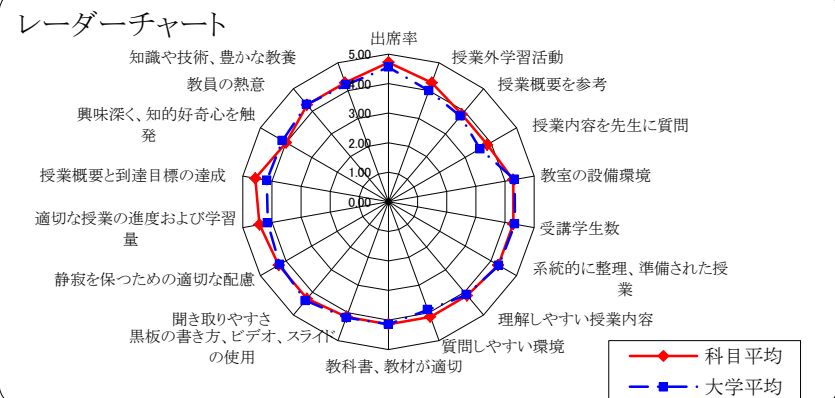 レーダーチャート
出席率
授業外学習活動
授業概要を参考
授業内容を先生に質問
教室の設備環境
受講学生数
系統的に整理、準備された授
業
理解しやすい授業内容
質問しやすい環境
教科書、教材が適切
黒板の書き方、ビデオ、スライド
の使用
聞き取りやすさ
静寂を保つための適切な配慮
適切な授業の進度および学習
量
授業概要と到達目標の達成
興味深く、知的好奇心を触
発
教員の熱意
知識や技術、豊かな教養
5.00
4.00
3.00
2.00
1.00
0.00
科目平均
大学平均